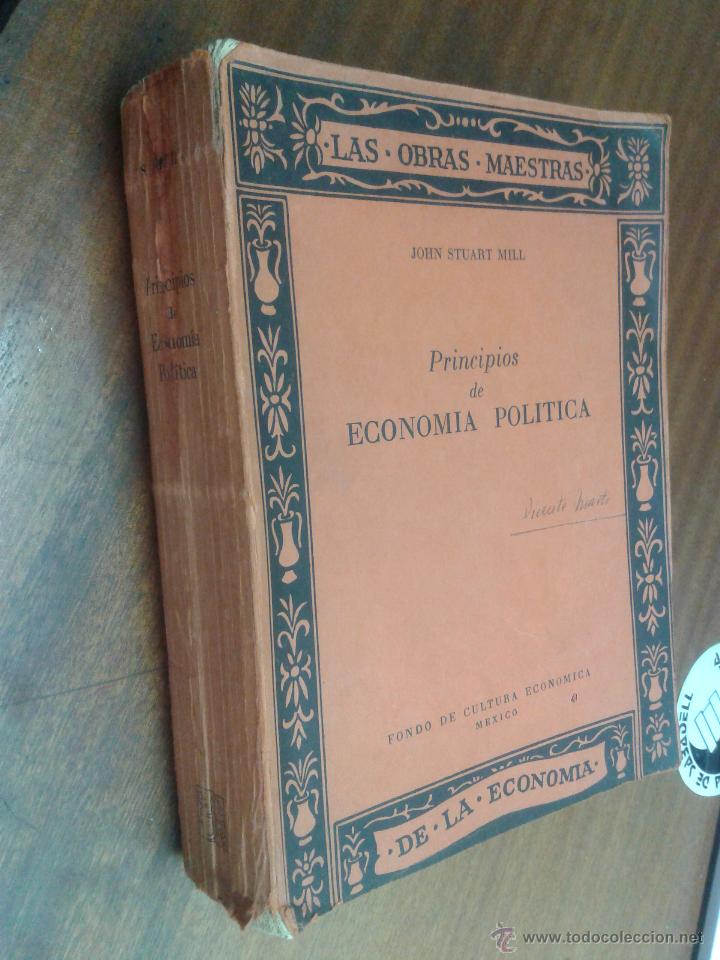 ·LAS·OBRAS·MAESTRAS·
JOHN STUART MILL
Principios
de
ECONOMIA POLITICA
Vicente
FONDO DE CULTURA ECONOMICA
MEXICO
·DE·LA·ECONOMIA·
Principios
de
Economía
Política
© www.todocoleccion.net